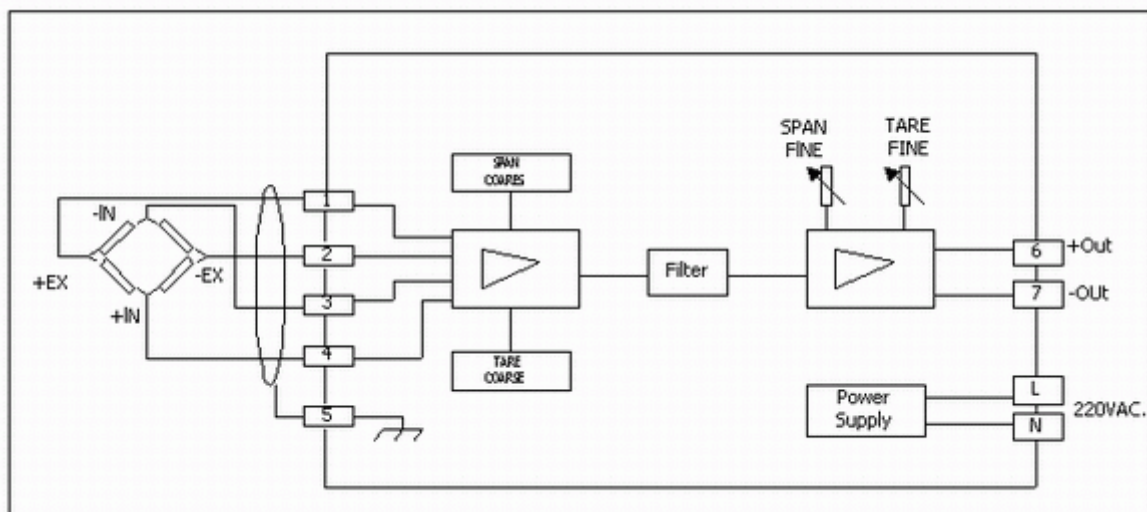 SPAN
FINE
TARE
FINE
SPAN
COARES
-IN
+EX
-EX
+IN
1
2
3
4
5
Filter
TARE
COARSE
6
+Out
7
-OUt
Power
Supply
L
N
220VAC.